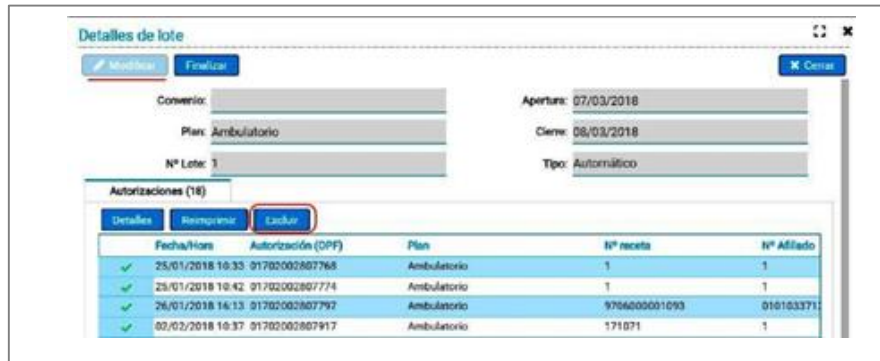 Detalles de lote
Modificar Finalizar Cerrar
Convenio: Apertura: 07/03/2018
Plan: Ambulatorio Cierre: 08/03/2018
Nº Lote: 1 Tipo: Automático
Autorizaciones (18)
Detalles Reimprimir Excluir
Fecha/Hora Autorización (OPF) Plan Nº receta Nº Afiliado
25/01/2018 10:33 01702002807768 Ambulatorio 1 1
25/01/2018 10:42 01702002807774 Ambulatorio 1 1
26/01/2018 16:13 01702002807797 Ambulatorio 9706000001093 0101033713
02/02/2018 10:37 01702002807917 Ambulatorio 171071 1